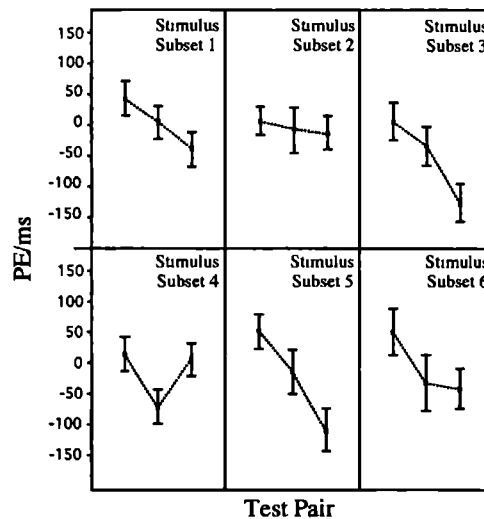 150
100
50
0
-50
-100
-150
Stimulus
Subset 1
Stimulus
Subset 2
Stimulus
Subset 3
PE/ms
150
100
50
0
-50
-100
-150
Stimulus
Subset 4
Stimulus
Subset 5
Stimulus
Subset 6
Test Pair